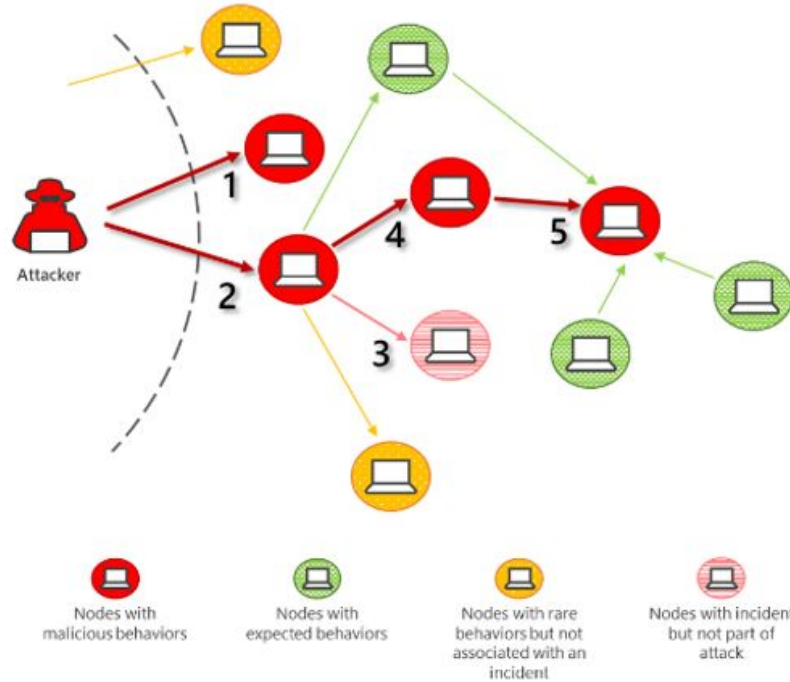 1
Attacker
2
4
5
3
Nodes with
malicious behaviors
Nodes with
expected behaviors
Nodes with rare
behaviors but not
associated with an
incident
Nodes with incident
but not part of
attack